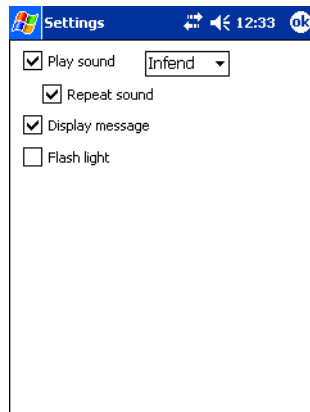 Settings 12:33 ok
Play sound Infend
Repeat sound
Display message
Flash light